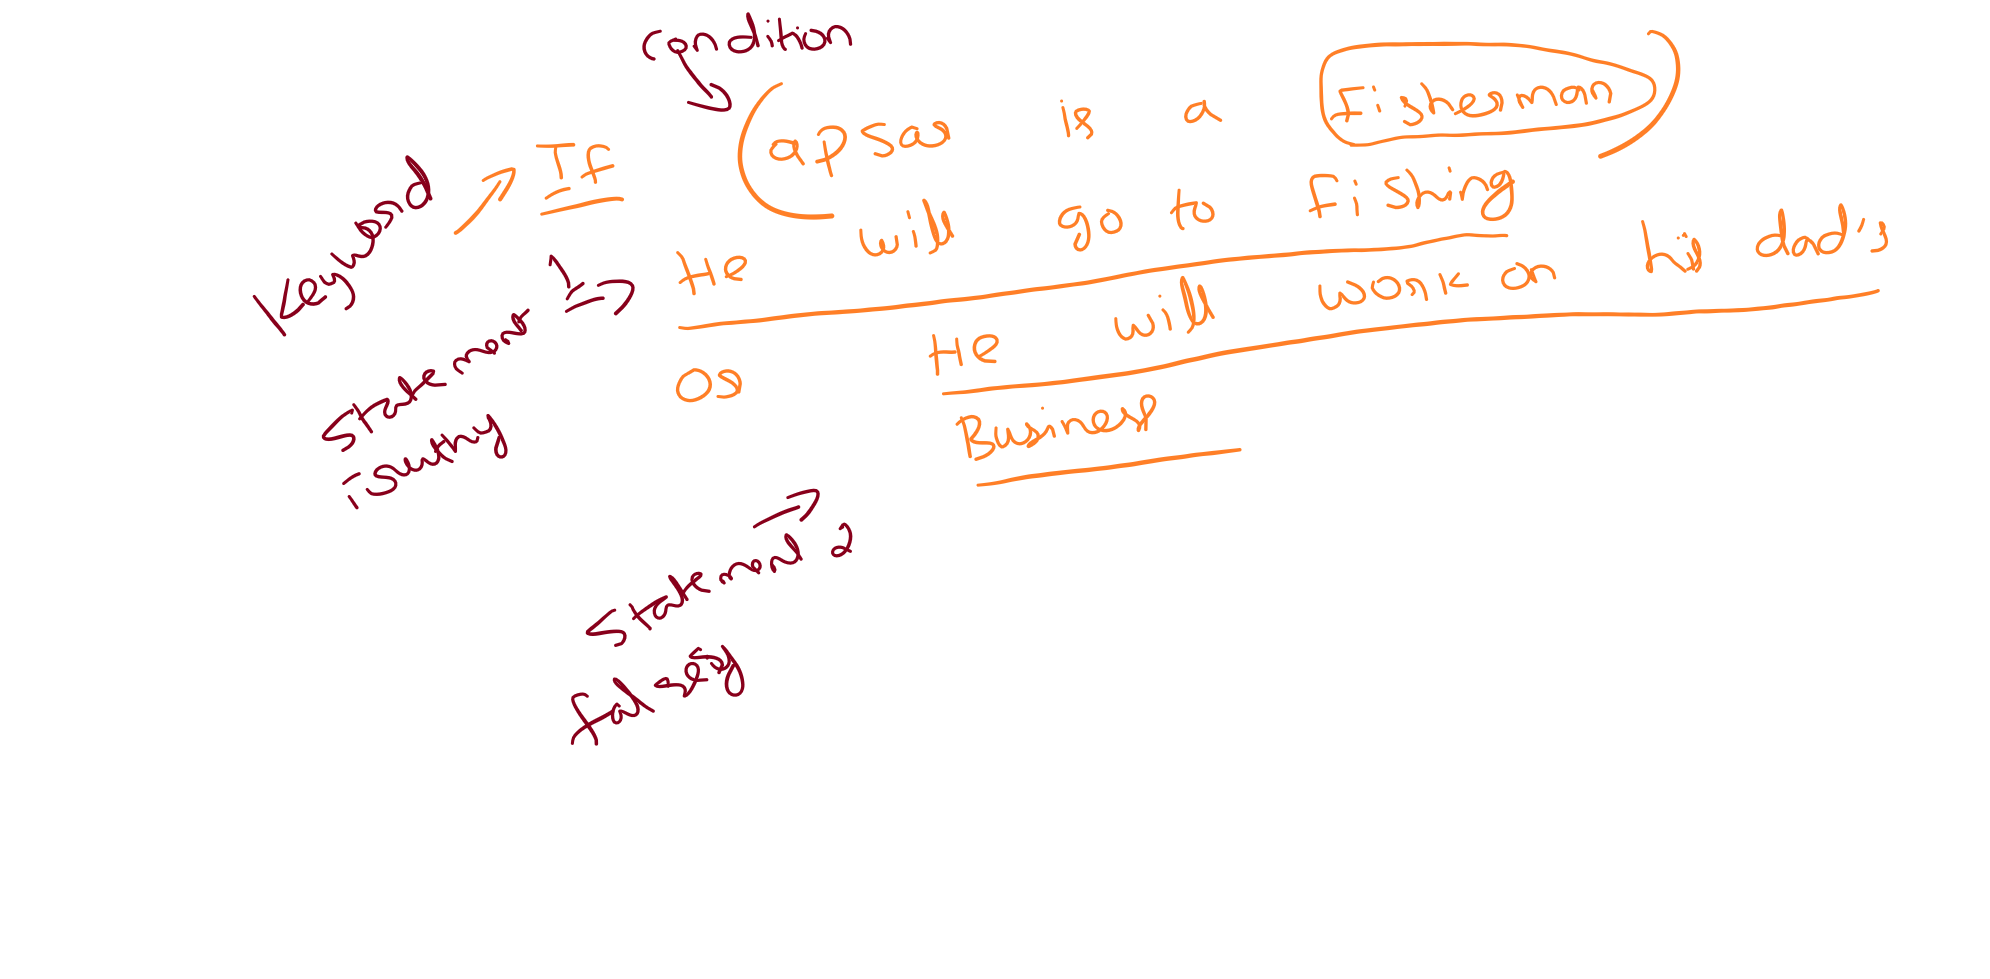 condition
If (apsar is a fisherman)
Keyword
He will go to fishing
Statement 1
is
or He will work on his dad's
Business
Statement 2
falsey